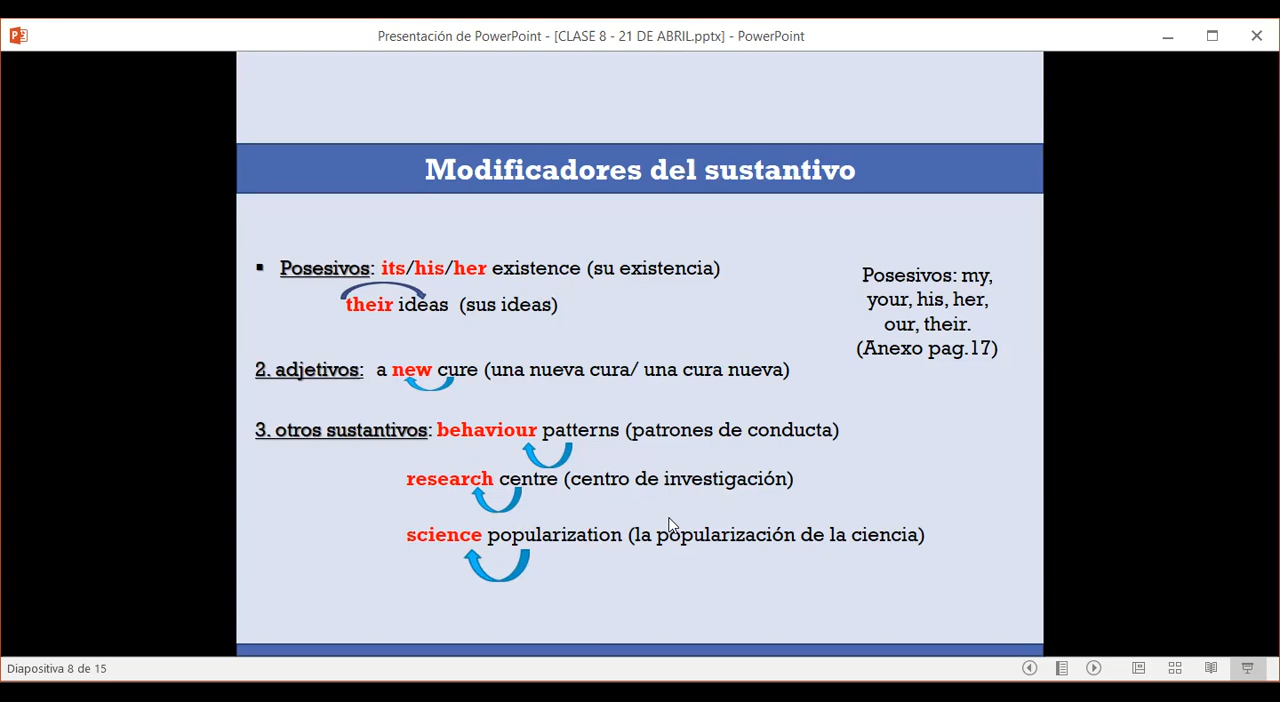 Presentación de PowerPoint - [CLASE 8 - 21 DE ABRIL.pptx] - PowerPoint
Modificadores del sustantivo
▪ Posesivos: its/his/her existence (su existencia)
their ideas (sus ideas)
Posesivos: my,
your, his, her,
our, their.
(Anexo pag.17)
2. adjetivos: a new cure (una nueva cura/ una cura nueva)
3. otros sustantivos: behaviour patterns (patrones de conducta)
research centre (centro de investigación)
science popularization (la popularización de la ciencia)
Diapositiva 8 de 15